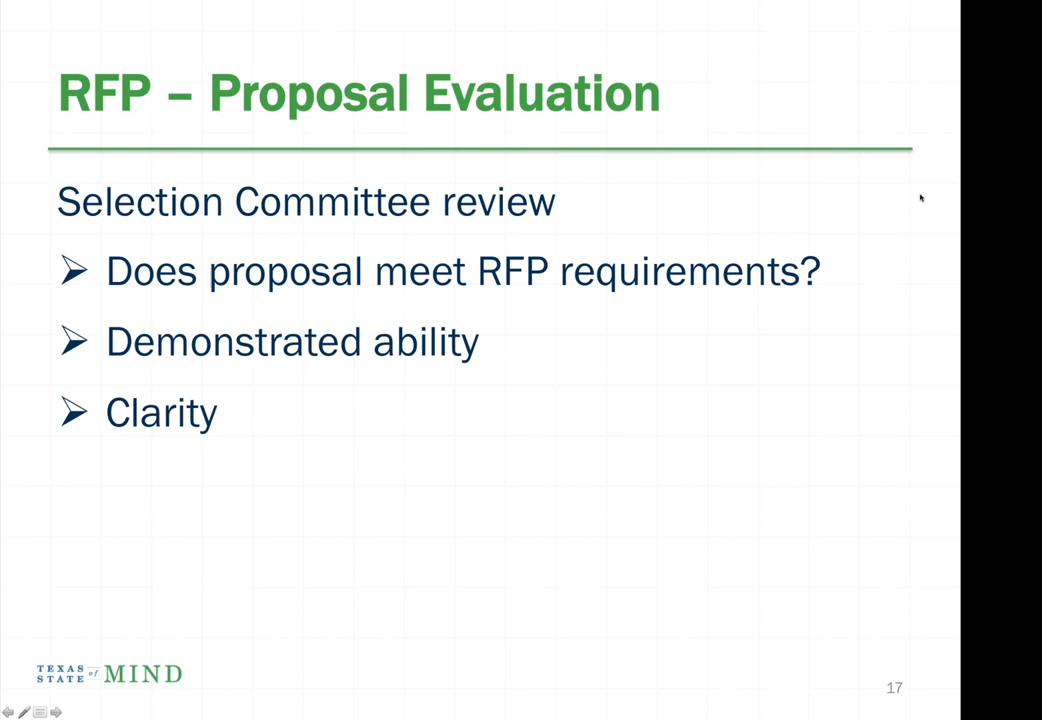 RFP – Proposal Evaluation
Selection Committee review
➢ Does proposal meet RFP requirements?
➢ Demonstrated ability
➢ Clarity
TEXAS STATE of MIND
17